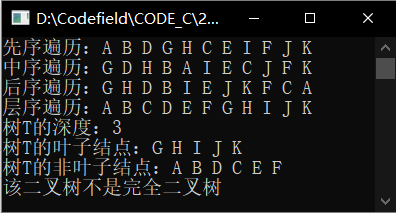 D:\Codefield\CODE_C\2...
先序遍历：A B D G H C E I F J K
中序遍历：G D H B A I E C J F K
后序遍历：G H D B I E J K F C A
层序遍历：A B C D E F G H I J K
树T的深度：3
树T的叶子结点：G H I J K
树T的非叶子结点：A B D C E F
该二叉树不是完全二叉树